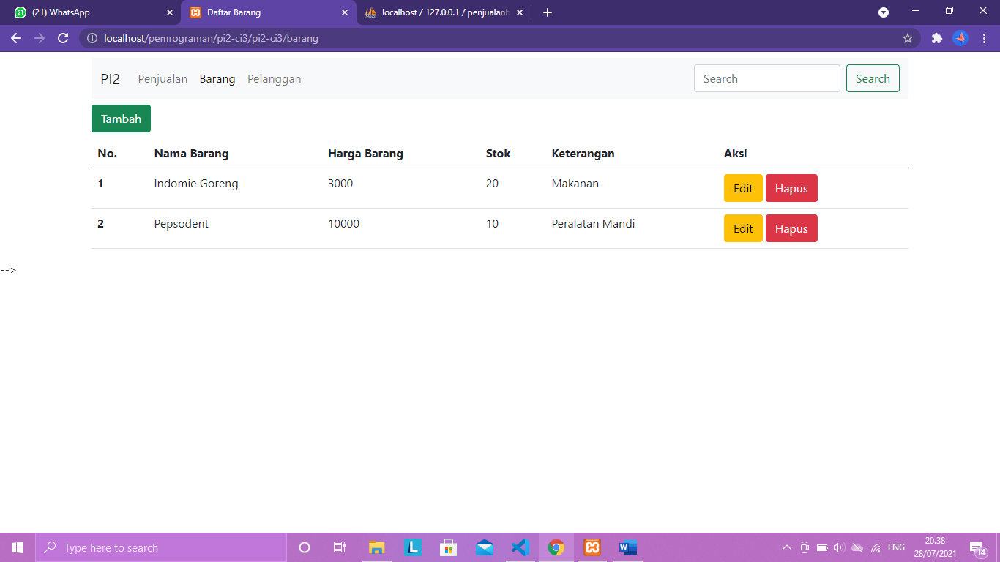 (21) WhatsApp
Daftar Barang
localhost / 127.0.0.1 / penjualanb
localhost/pemrograman/pi2-ci3/pi2-ci3/barang
PI2 Penjualan Barang Pelanggan Search Search
Tambah
No. Nama Barang Harga Barang Stok Keterangan Aksi
1 Indomie Goreng 3000 20 Makanan Edit Hapus
2 Pepsodent 10000 10 Peralatan Mandi Edit Hapus
-->
Type here to search
ENG
20.38
28/07/2021
14